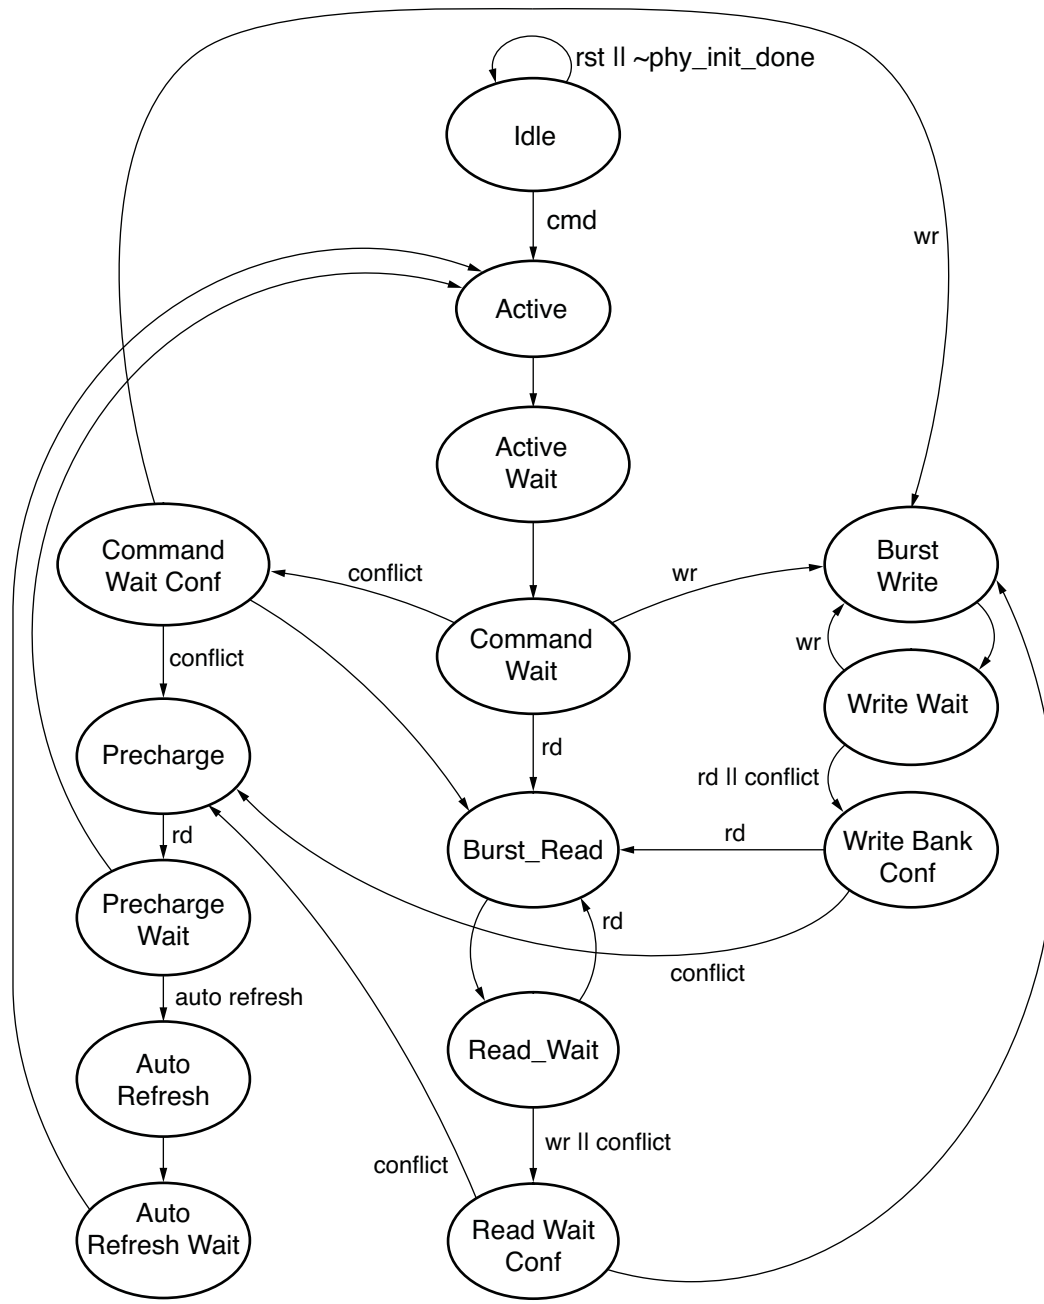 rst || ~phy_init_done
Idle
cmd
wr
Active
Active
Wait
Command
Wait Conf
conflict
wr
Burst
Write
Command
Wait
conflict
wr
Write Wait
Precharge
rd
rd || conflict
rd
Burst_Read
rd
Write Bank
Conf
Precharge
Wait
rd
conflict
auto refresh
Read_Wait
Auto
Refresh
wr || conflict
conflict
Auto
Refresh Wait
Read Wait
Conf